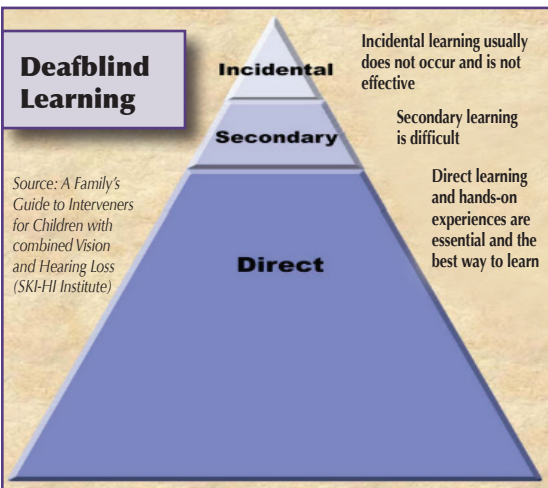 Deafblind
Learning
Source: A Family's
Guide to Interveners
for Children with
combined Vision
and Hearing Loss
(SKI-HI Institute)
Incidental
Incidental learning usually
does not occur and is not
effective
Secondary
Secondary learning
is difficult
Direct
Direct learning
and hands-on
experiences are
essential and the
best way to learn